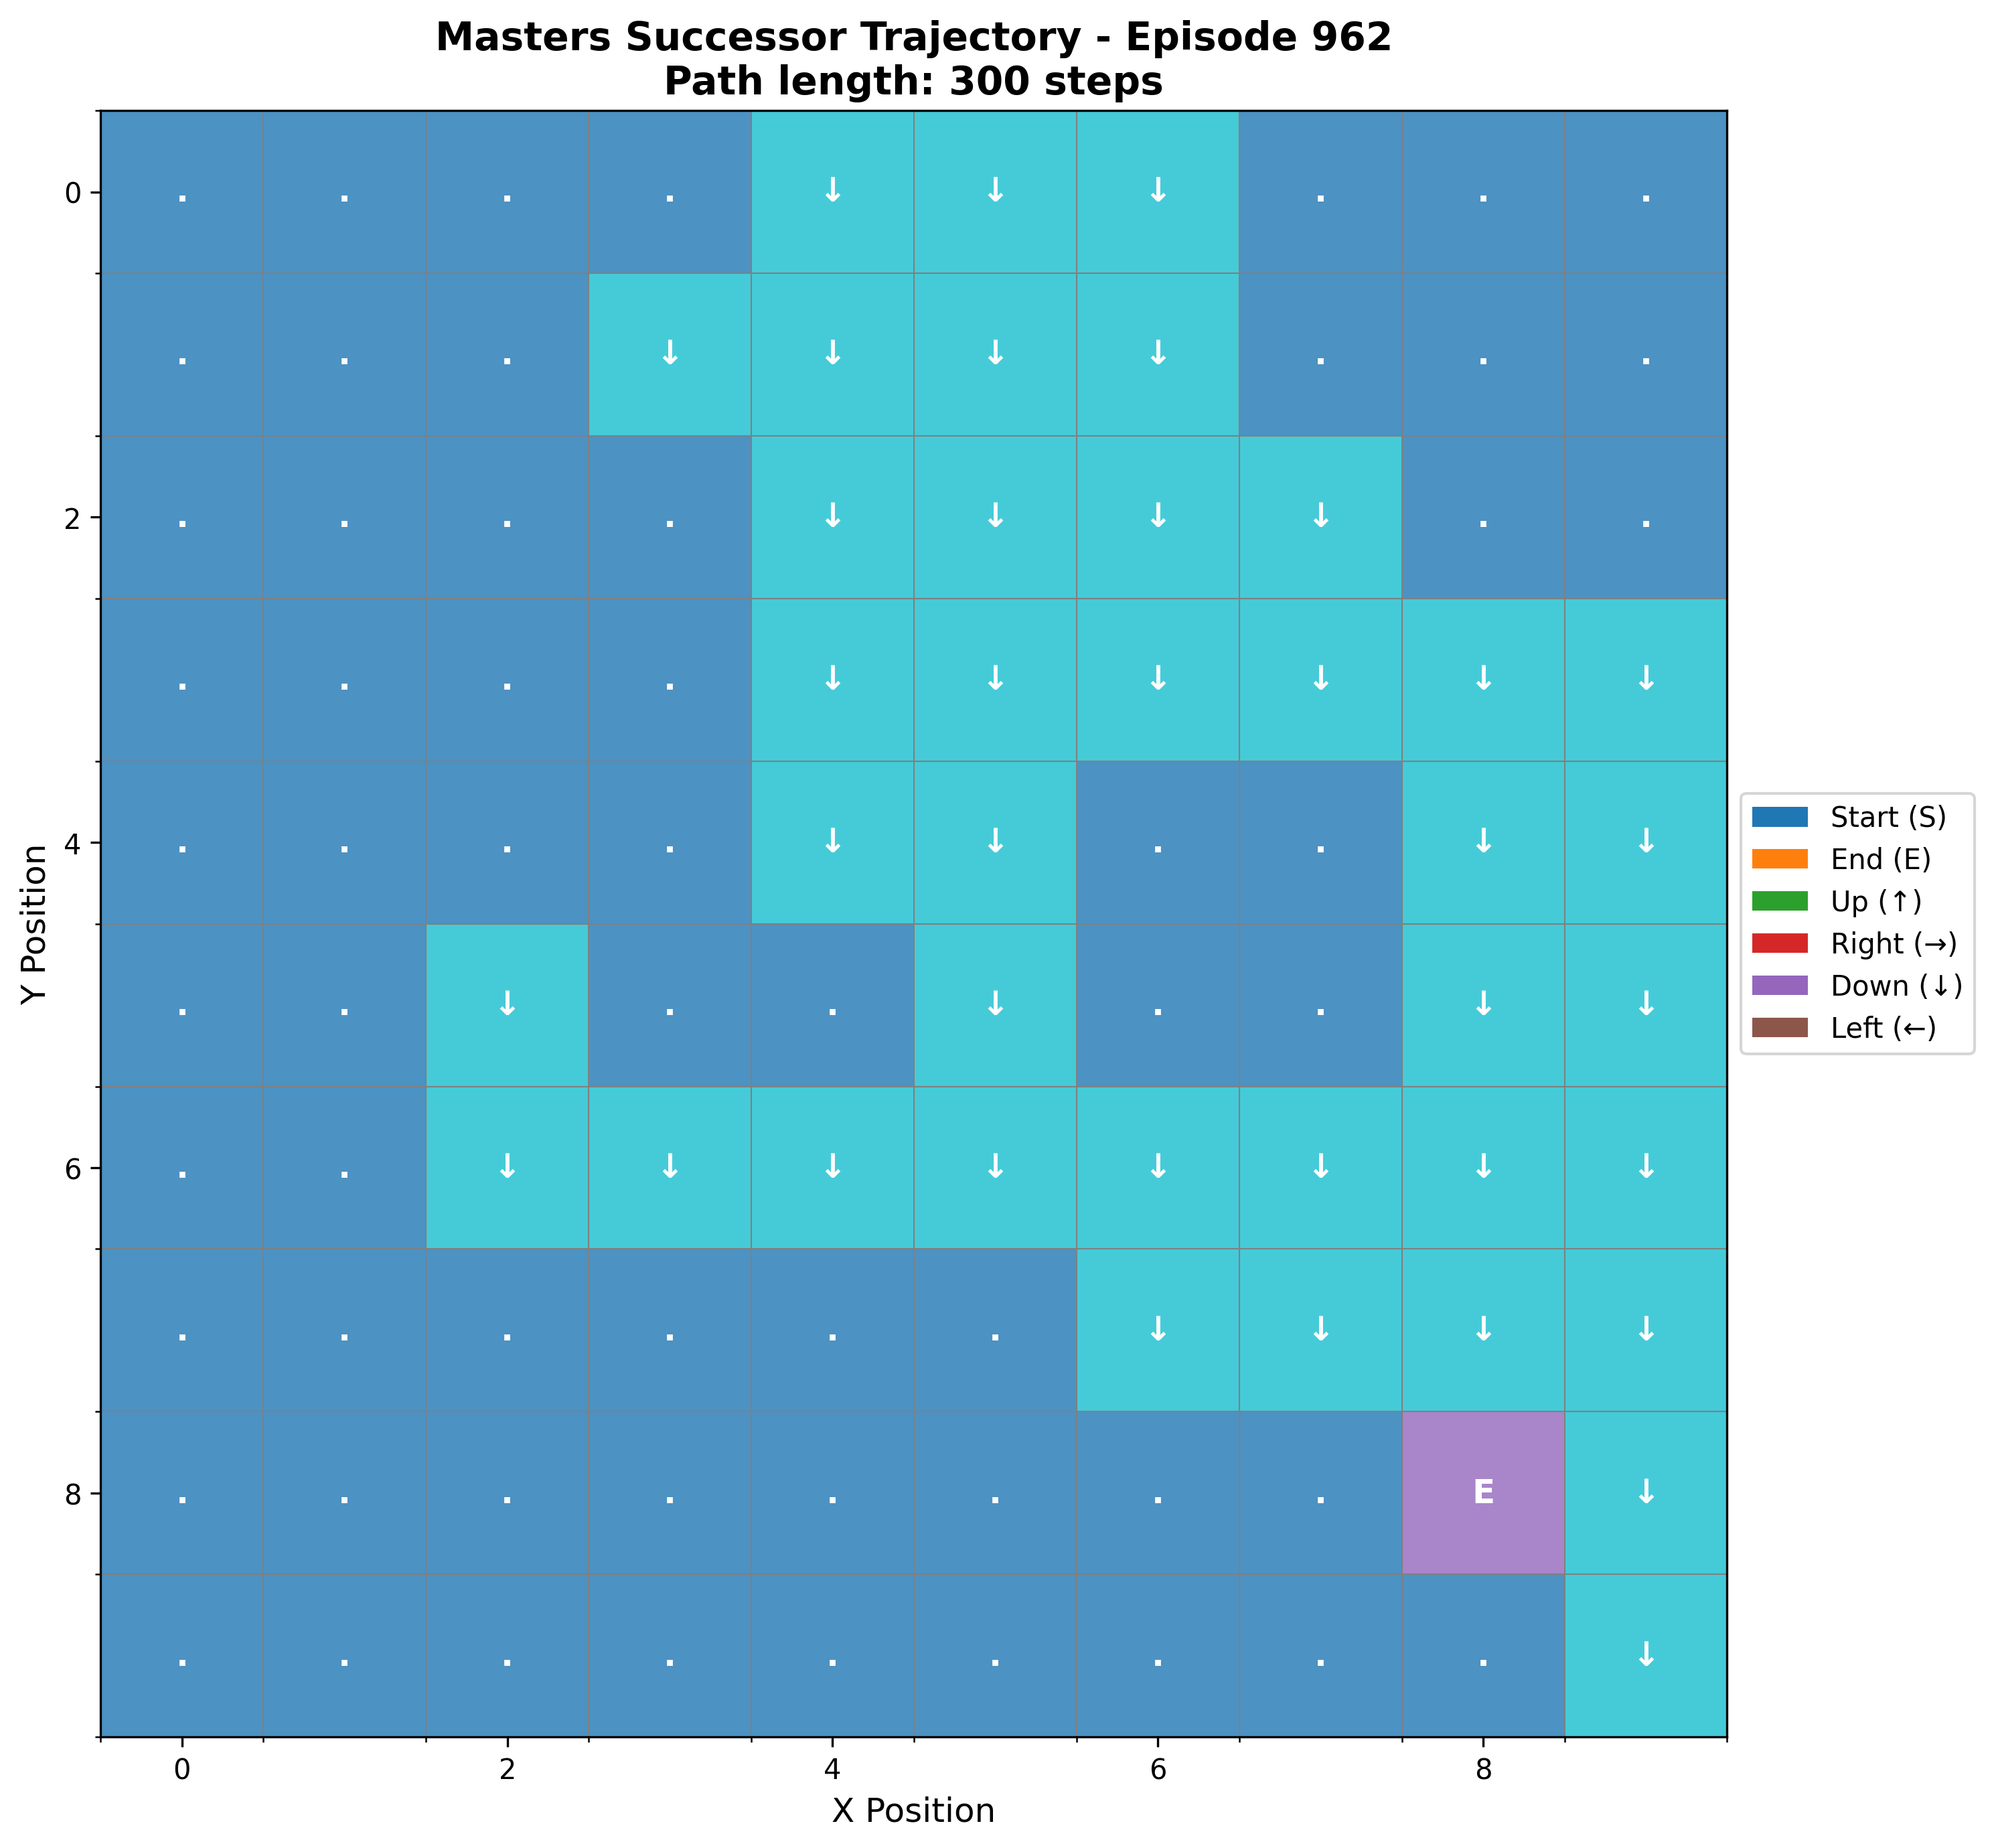 Masters Successor Trajectory - Episode 962
Path length: 300 steps
0 . . . . ↓ ↓ ↓ . . .
. . . ↓ ↓ ↓ ↓ . . .
2 . . . . ↓ ↓ ↓ ↓ . .
. . . . ↓ ↓ ↓ ↓ ↓ ↓
4 . . . . ↓ ↓ . . ↓ ↓
. . ↓ . . ↓ . . ↓ ↓
6 . . ↓ ↓ ↓ ↓ ↓ ↓ ↓ ↓
. . . . . . ↓ ↓ ↓ ↓
8 . . . . . . . . E ↓
. . . . . . . . . ↓
0 2 4 6 8
X Position
Y Position
Start (S)
End (E)
Up (↑)
Right (→)
Down (↓)
Left (←)